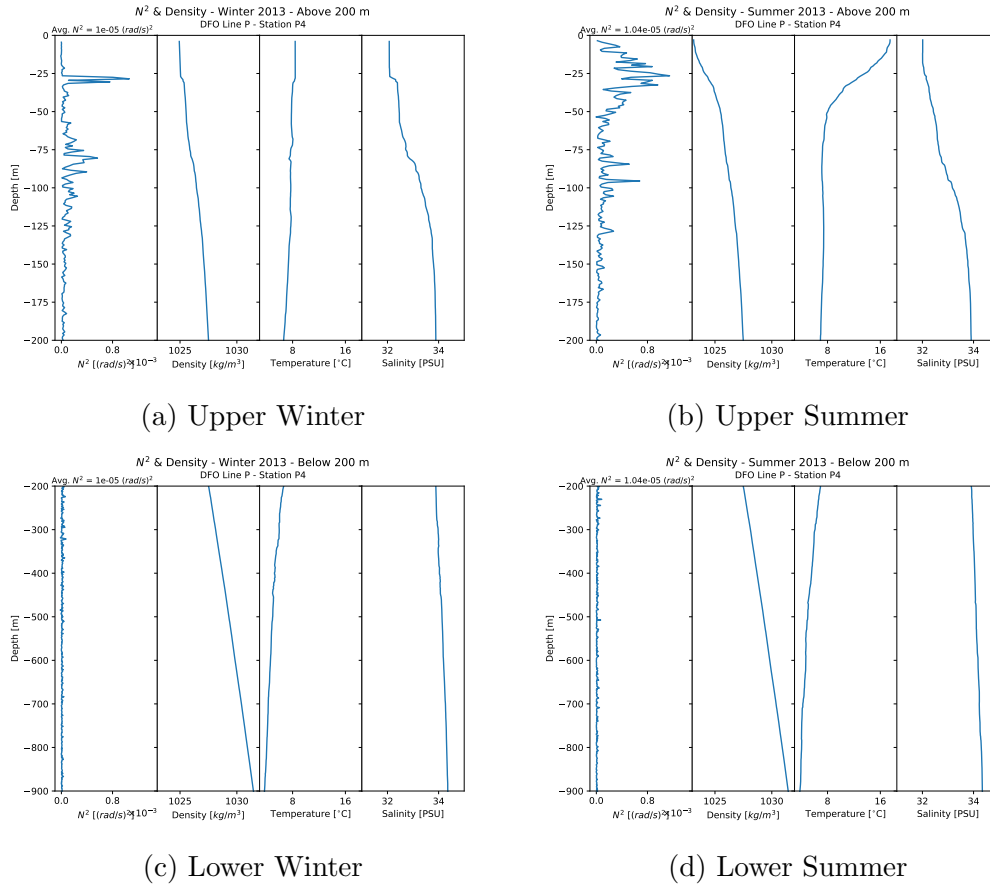 N² & Density - Winter 2013 - Above 200 m
DFO Line P - Station P4
Avg. N² = 1e-05 (rad/s)²
0
−25
−50
−75
−100
−125
−150
−175
−200
Depth [m]
0.0 0.8
1025 1030
8 16
32 34
N² [(rad/s)²] ×10⁻³
Density [kg/m³]
Temperature [°C]
Salinity [PSU]
(a) Upper Winter
N² & Density - Summer 2013 - Above 200 m
DFO Line P - Station P4
Avg. N² = 1.04e-05 (rad/s)²
0
−25
−50
−75
−100
−125
−150
−175
−200
Depth [m]
0.0 0.8
1025 1030
8 16
32 34
N² [(rad/s)²] ×10⁻³
Density [kg/m³]
Temperature [°C]
Salinity [PSU]
(b) Upper Summer
N² & Density - Winter 2013 - Below 200 m
DFO Line P - Station P4
Avg. N² = 1e-05 (rad/s)²
−200
−300
−400
−500
−600
−700
−800
−900
Depth [m]
0.0 0.8
1025 1030
8 16
32 34
N² [(rad/s)²] ×10⁻³
Density [kg/m³]
Temperature [°C]
Salinity [PSU]
(c) Lower Winter
N² & Density - Summer 2013 - Below 200 m
DFO Line P - Station P4
Avg. N² = 1.04e-05 (rad/s)²
−200
−300
−400
−500
−600
−700
−800
−900
Depth [m]
0.0 0.8
1025 1030
8 16
32 34
N² [(rad/s)²] ×10⁻³
Density [kg/m³]
Temperature [°C]
Salinity [PSU]
(d) Lower Summer